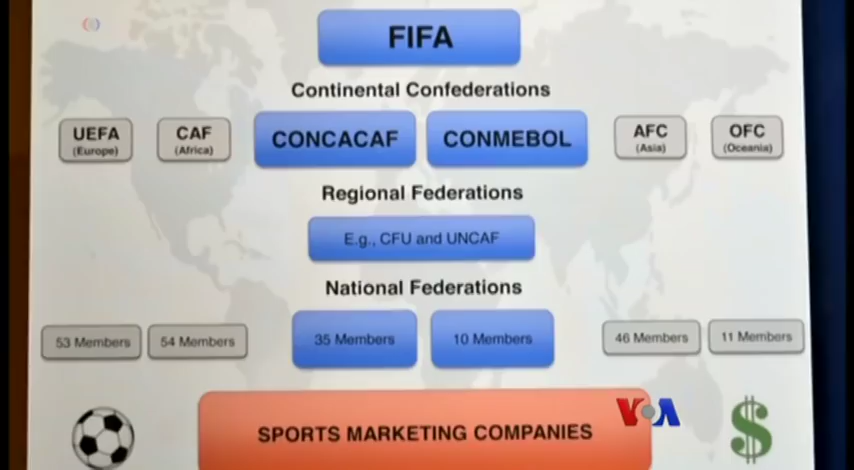 FIFA
Continental Confederations
UEFA
(Europe)
CAF
(Africa)
CONCACAF
CONMEBOL
AFC
(Asia)
OFC
(Oceania)
Regional Federations
E.g., CFU and UNCAF
National Federations
53 Members
54 Members
35 Members
10 Members
46 Members
11 Members
SPORTS MARKETING COMPANIES
VOA
$